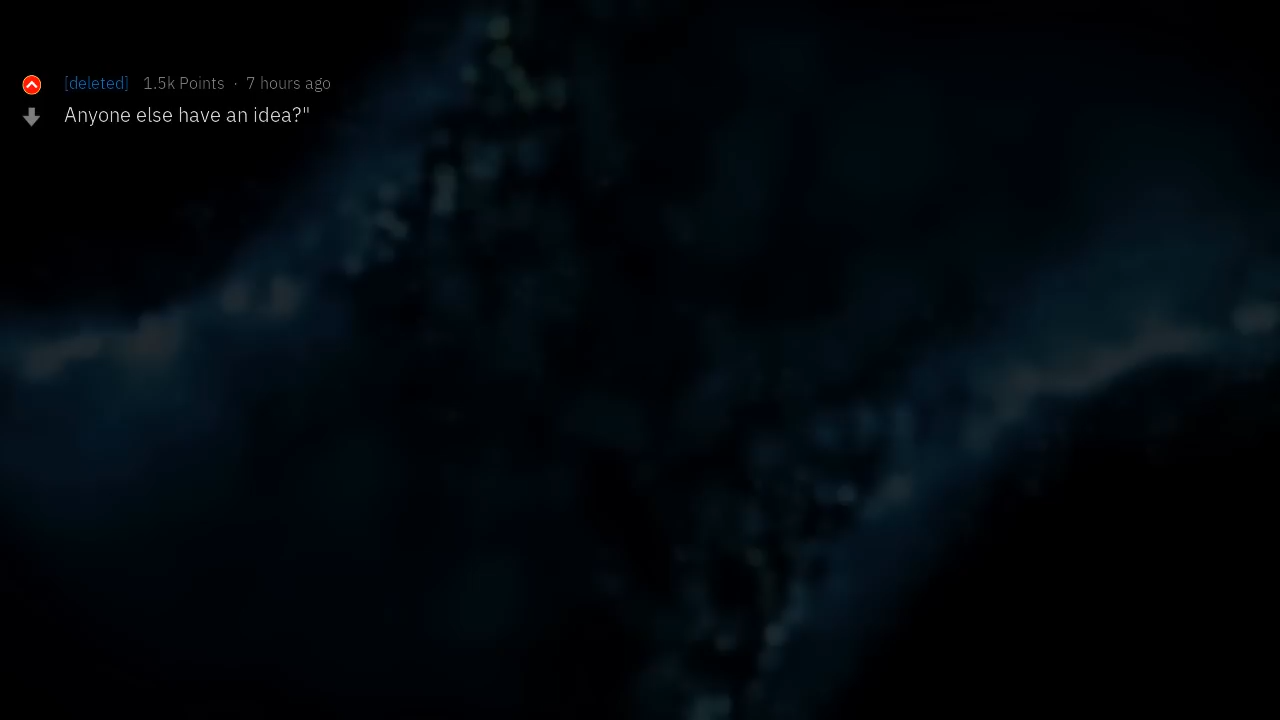 [deleted] 1.5k Points · 7 hours ago
Anyone else have an idea?"